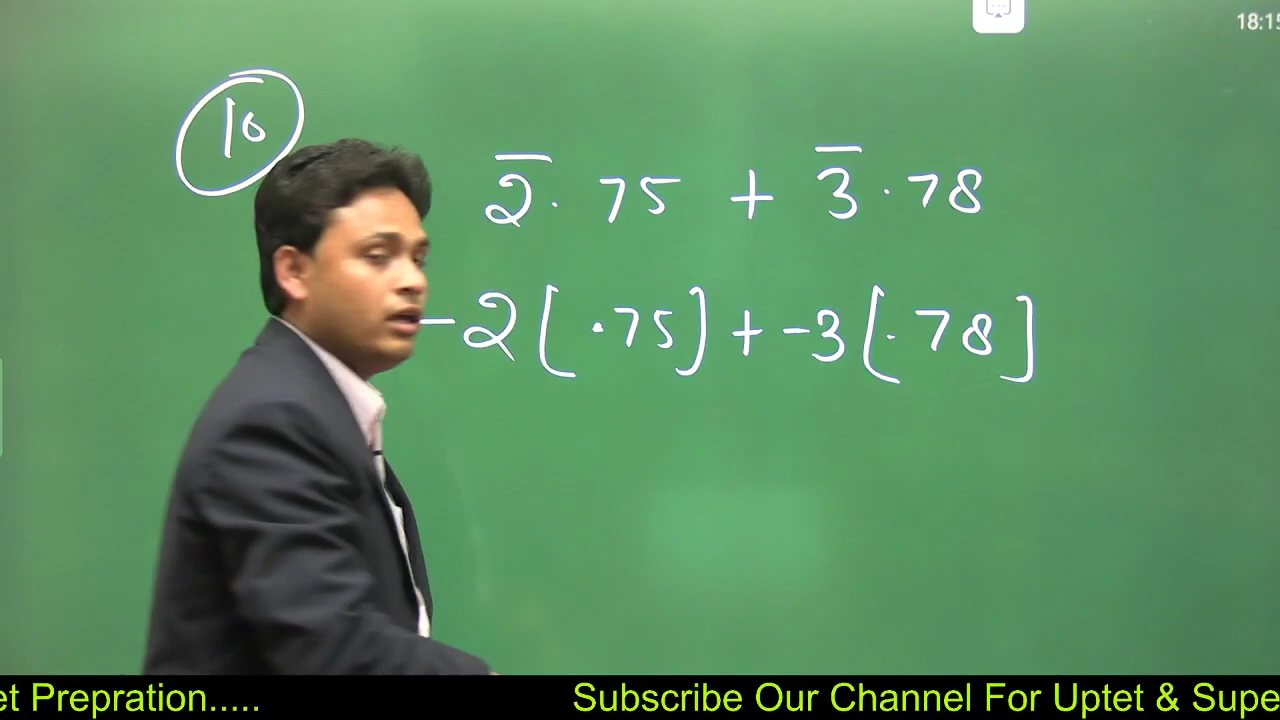 18:15
10
2̅. 75 + 3̅.78
-2[.75] + -3[.78]
et Prepration..... Subscribe Our Channel For Uptet & Supe